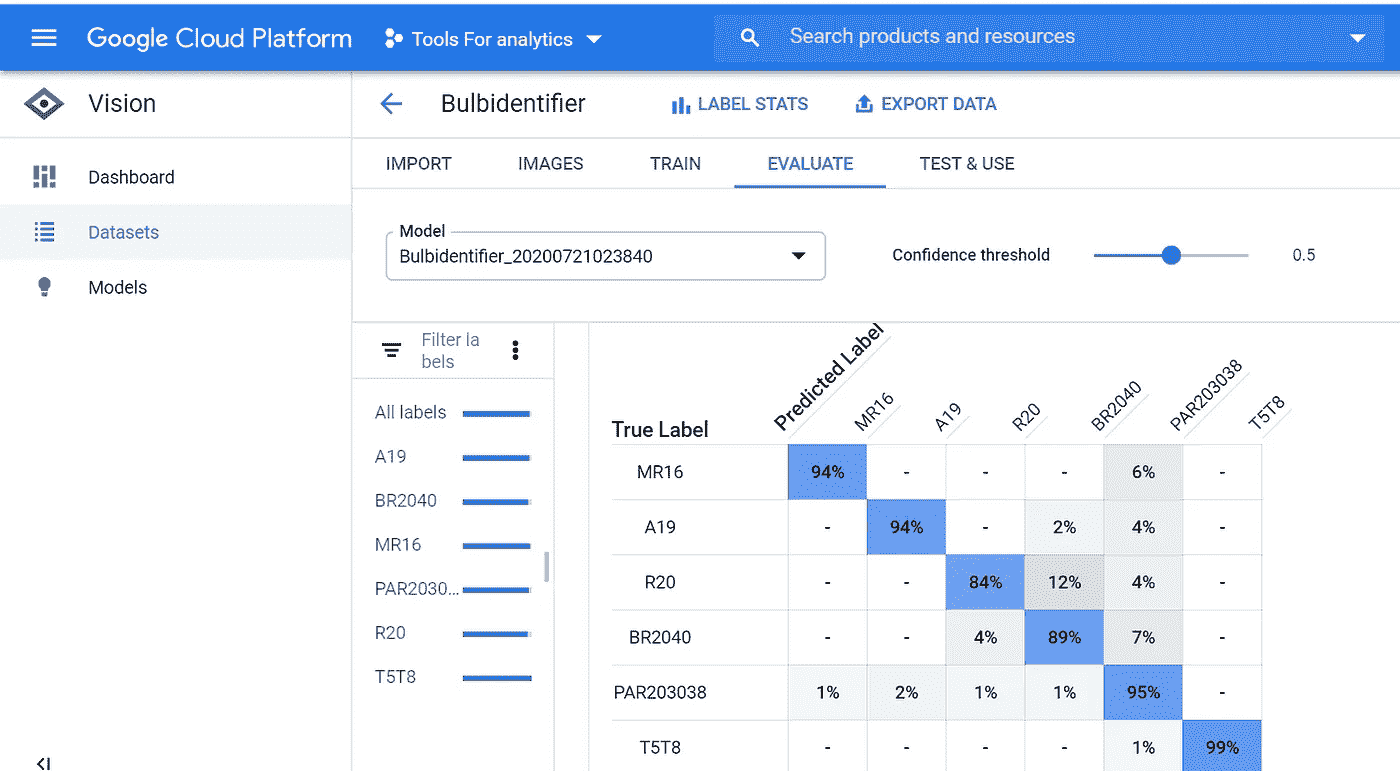 Google Cloud Platform
Tools For analytics
Search products and resources
Vision
Bulbidentifier
LABEL STATS
EXPORT DATA
Dashboard
Datasets
Models
IMPORT
IMAGES
TRAIN
EVALUATE
TEST & USE
Model
Bulbidentifier_20200721023840
Confidence threshold
0.5
Filter la
bels
All labels
A19
BR2040
MR16
PAR2030...
R20
T5T8
True Label
Predicted Label
MR16
A19
R20
BR2040
PAR203038
T5T8
MR16 94% - - - 6% -
A19 - 94% - 2% 4% -
R20 - - 84% 12% 4% -
BR2040 - - 4% 89% 7% -
PAR203038 1% 2% 1% 1% 95% -
T5T8 - - - - 1% 99%